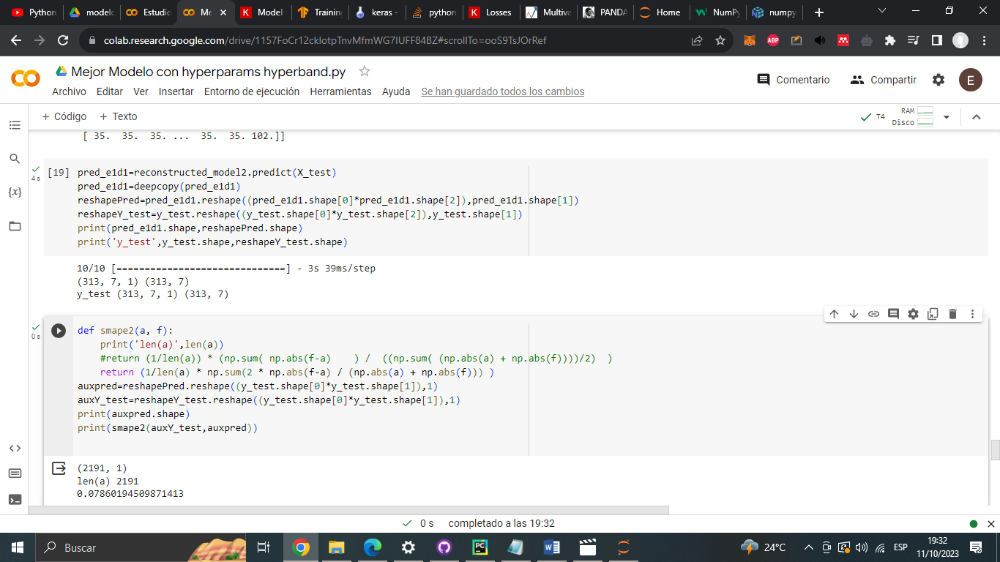 Python
modelo
Estudio
Me
Model
Training
keras -
python
Losses
Multiva
PANDA
Home
NumPy
numpy
colab.research.google.com/drive/1157FoCr12ckIotpTnvMfmWG7IUFF84BZ#scrollTo=ooS9TsJOrRef
ABP
Mejor Modelo con hyperparams hyperband.py
Comentario
Compartir
E
Archivo Editar Ver Insertar Entorno de ejecución Herramientas Ayuda Se han guardado todos los cambios
+ Código + Texto
T4 RAM
Disco
[ 35. 35. 35. ... 35. 35. 102.]]
4 s
[19] pred_e1d1=reconstructed_model2.predict(X_test)
pred_e1d1=deepcopy(pred_e1d1)
reshapePred=pred_e1d1.reshape((pred_e1d1.shape[0]*pred_e1d1.shape[2]),pred_e1d1.shape[1])
reshapeY_test=y_test.reshape((y_test.shape[0]*y_test.shape[2]),y_test.shape[1])
print(pred_e1d1.shape,reshapePred.shape)
print('y_test',y_test.shape,reshapeY_test.shape)
10/10 [==============================] - 3s 39ms/step
(313, 7, 1) (313, 7)
y_test (313, 7, 1) (313, 7)
0 s
def smape2(a, f):
print('len(a)',len(a))
#return (1/len(a)) * (np.sum( np.abs(f-a)    ) /  ((np.sum( (np.abs(a) + np.abs(f))))/2)  )
return (1/len(a) * np.sum(2 * np.abs(f-a) / (np.abs(a) + np.abs(f))) )
auxpred=reshapePred.reshape((y_test.shape[0]*y_test.shape[1]),1)
auxY_test=reshapeY_test.reshape((y_test.shape[0]*y_test.shape[1]),1)
print(auxpred.shape)
print(smape2(auxY_test,auxpred))
(2191, 1)
len(a) 2191
0.07860194509871413
0 s completado a las 19:32
Buscar
PC
24°C
ESP
19:32
11/10/2023